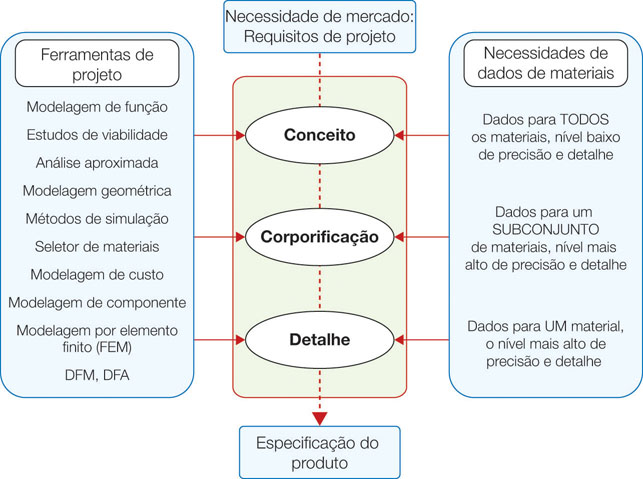 Necessidade de mercado:
Requisitos de projeto
Ferramentas de
projeto
Modelagem de função
Estudos de viabilidade
Análise aproximada
Modelagem geométrica
Métodos de simulação
Seletor de materiais
Modelagem de custo
Modelagem de componente
Modelagem por elemento
finito (FEM)
DFM, DFA
Conceito
Corporificação
Detalhe
Necessidades de
dados de materiais
Dados para TODOS
os materiais, nível baixo
de precisão e detalhe
Dados para um
SUBCONJUNTO
de materiais, nível mais
alto de precisão e detalhe
Dados para UM material,
o nível mais alto de
precisão e detalhe
Especificação do
produto